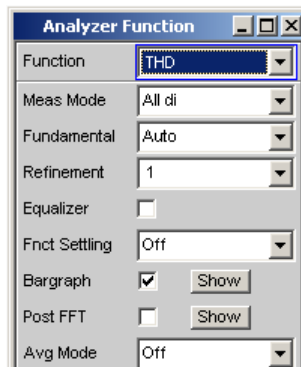 Analyzer Function
Function THD
Meas Mode All di
Fundamental Auto
Refinement 1
Equalizer
Fnct Settling Off
Bargraph Show
Post FFT Show
Avg Mode Off